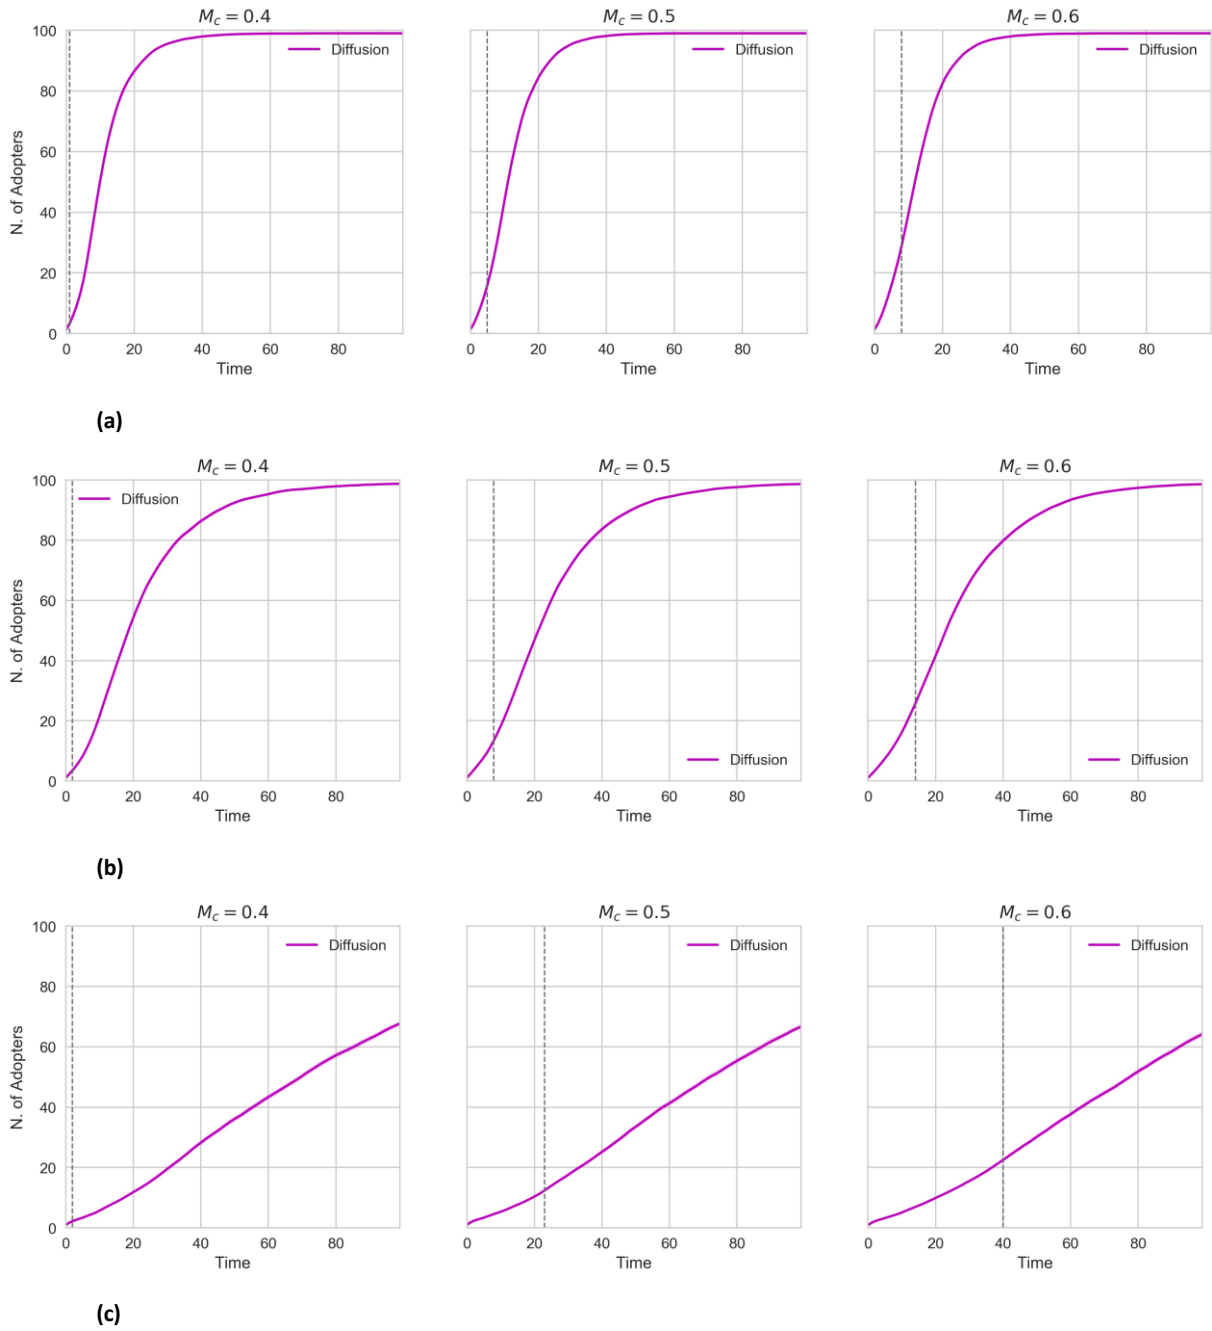 M_c = 0.4 M_c = 0.5 M_c = 0.6
100 Diffusion Diffusion Diffusion
80
60
40
20
0
N. of Adopters
0 20 40 60 80 0 20 40 60 80 0 20 40 60 80
Time Time Time
(a)
M_c = 0.4 M_c = 0.5 M_c = 0.6
100 Diffusion
80
60
40
20 Diffusion Diffusion
0
N. of Adopters
0 20 40 60 80 0 20 40 60 80 0 20 40 60 80
Time Time Time
(b)
M_c = 0.4 M_c = 0.5 M_c = 0.6
100 Diffusion Diffusion Diffusion
80
60
40
20
0
N. of Adopters
0 20 40 60 80 0 20 40 60 80 0 20 40 60 80
Time Time Time
(c)